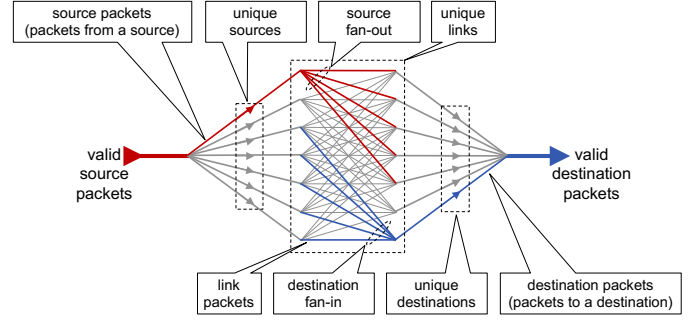 source packets
(packets from a source)
unique
sources
source
fan-out
unique
links
valid
source
packets
valid
destination
packets
link
packets
destination
fan-in
unique
destinations
destination packets
(packets to a destination)